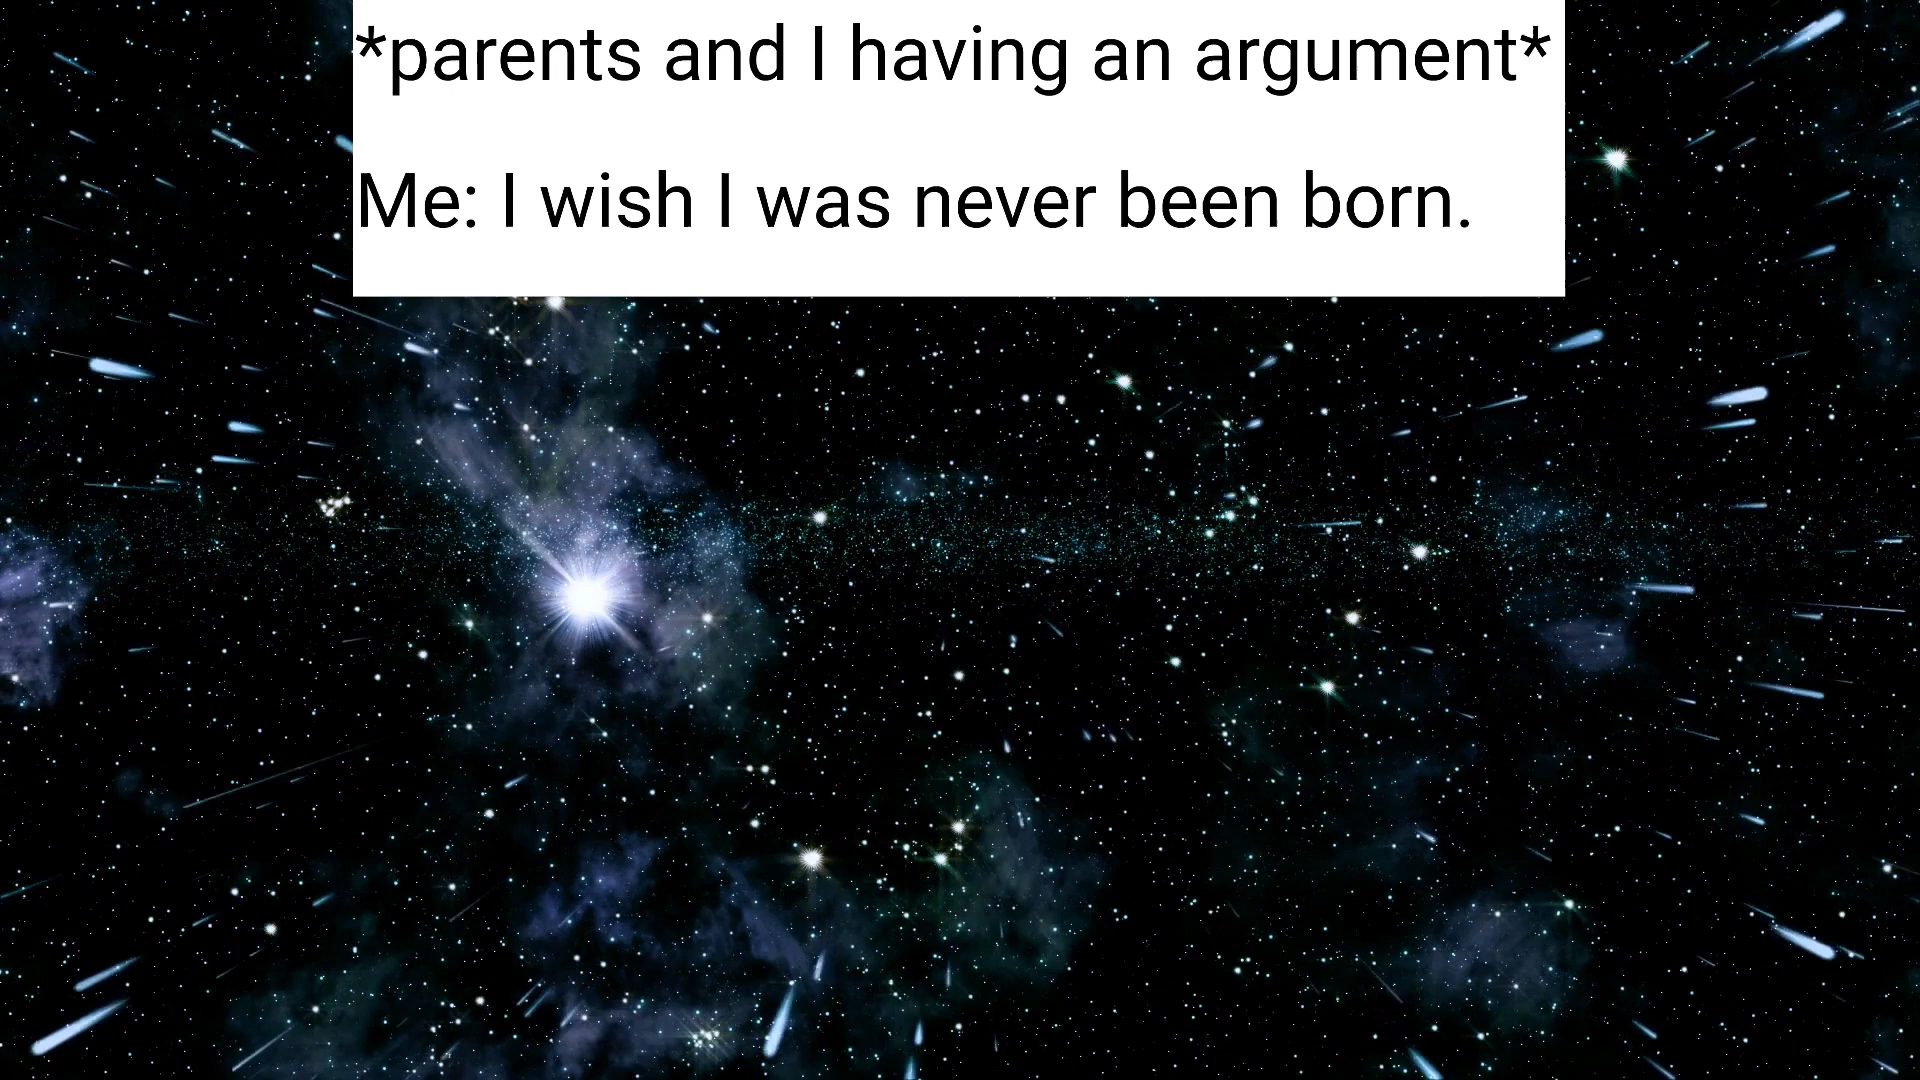 *parents and I having an argument*
Me: I wish I was never been born.